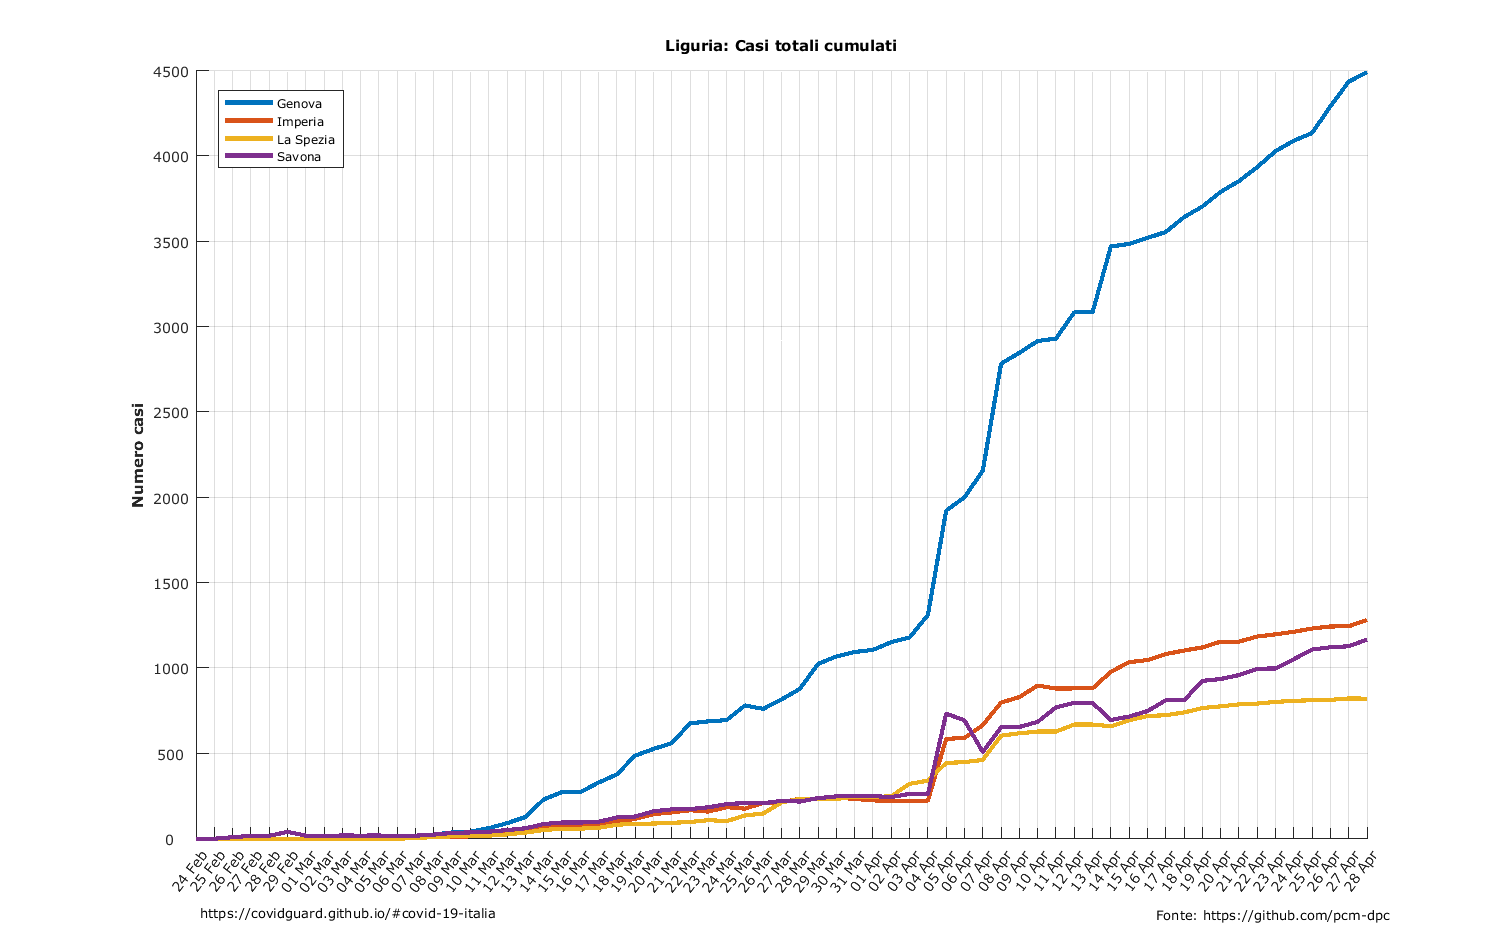 Liguria: Casi totali cumulati
4500
4000
3500
3000
2500
2000
1500
1000
500
0
Numero casi
Genova
Imperia
La Spezia
Savona
24 Feb
25 Feb
26 Feb
27 Feb
28 Feb
29 Feb
01 Mar
02 Mar
03 Mar
04 Mar
05 Mar
06 Mar
07 Mar
08 Mar
09 Mar
10 Mar
11 Mar
12 Mar
13 Mar
14 Mar
15 Mar
16 Mar
17 Mar
18 Mar
19 Mar
20 Mar
21 Mar
22 Mar
23 Mar
24 Mar
25 Mar
26 Mar
27 Mar
28 Mar
29 Mar
30 Mar
31 Mar
01 Apr
02 Apr
03 Apr
04 Apr
05 Apr
06 Apr
07 Apr
08 Apr
09 Apr
10 Apr
11 Apr
12 Apr
13 Apr
14 Apr
15 Apr
16 Apr
17 Apr
18 Apr
19 Apr
20 Apr
21 Apr
22 Apr
23 Apr
24 Apr
25 Apr
26 Apr
27 Apr
28 Apr
https://covidguard.github.io/#covid-19-italia
Fonte: https://github.com/pcm-dpc